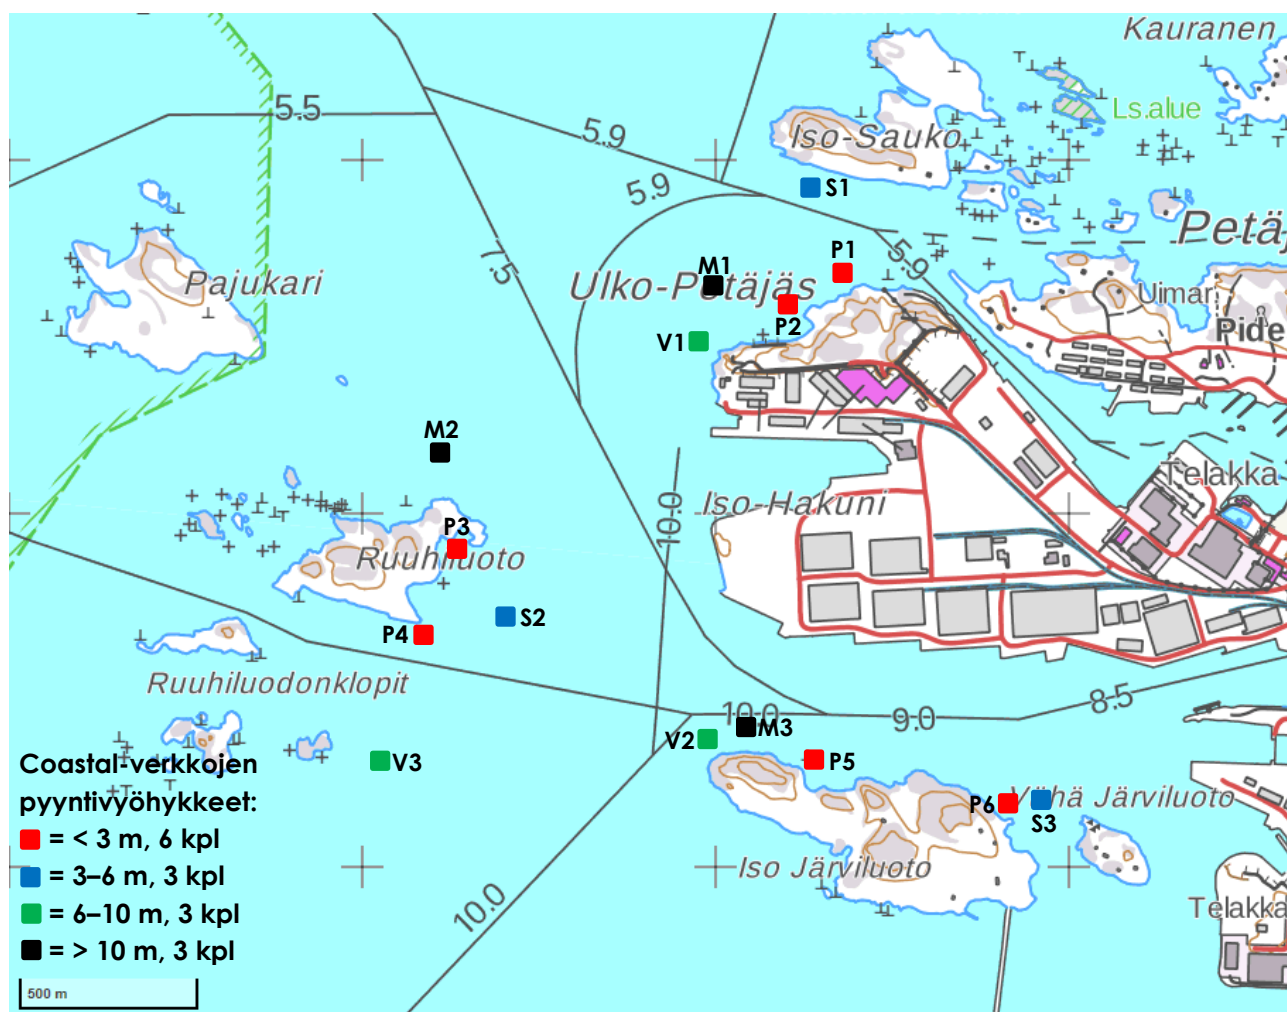 Kauranen
5.5
5.9
Iso-Sauko
Ls.alue
5.9
S1
Petä
7.5
Pajukari
Ulko-Petäjäs
M1
P1
5.9
P2
Uimar
Pide
V1
M2
Telakka
Iso-Hakuni
10.0
P3
Ruuhiluoto
S2
P4
Ruuhiluodonklopit
10.0
9.0
8.5
M3
V2
V3
P5
P6
Vähä Järviluoto
S3
Iso Järviluoto
10.0
Telakka
Coastal-verkkojen
pyyntivyöhykkeet:
= < 3 m, 6 kpl
= 3–6 m, 3 kpl
= 6–10 m, 3 kpl
= > 10 m, 3 kpl
500 m